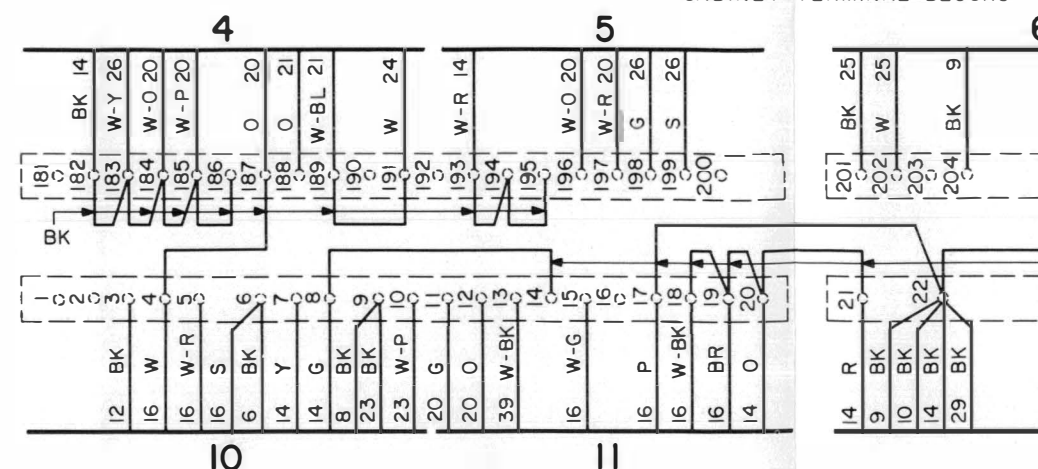 4 5
BK 14 W-Y 26 W-O 20 W-P 20 O 20 O 21 W-BL 21 W 24 W-R 14 W-O 20 W-R 20 G 26 S 26 BK 25 W 25 BK 9
181 182 183 184 185 186 187 188 189 190 191 192 193 194 195 196 197 198 199 200 201 202 203 204
BK
1 2 3 4 5 6 7 8 9 10 11 12 13 14 15 16 17 18 19 20 21 22
12 BK 16 W 16 W-R 16 S 6 BK 14 Y 14 G 8 BK 23 BK 23 W-P 20 G 20 O 39 W-BK 16 W-G 16 P 16 W-BK 16 BR 14 O 14 R 9 BK 10 BK 14 BK 29 BK
10 11